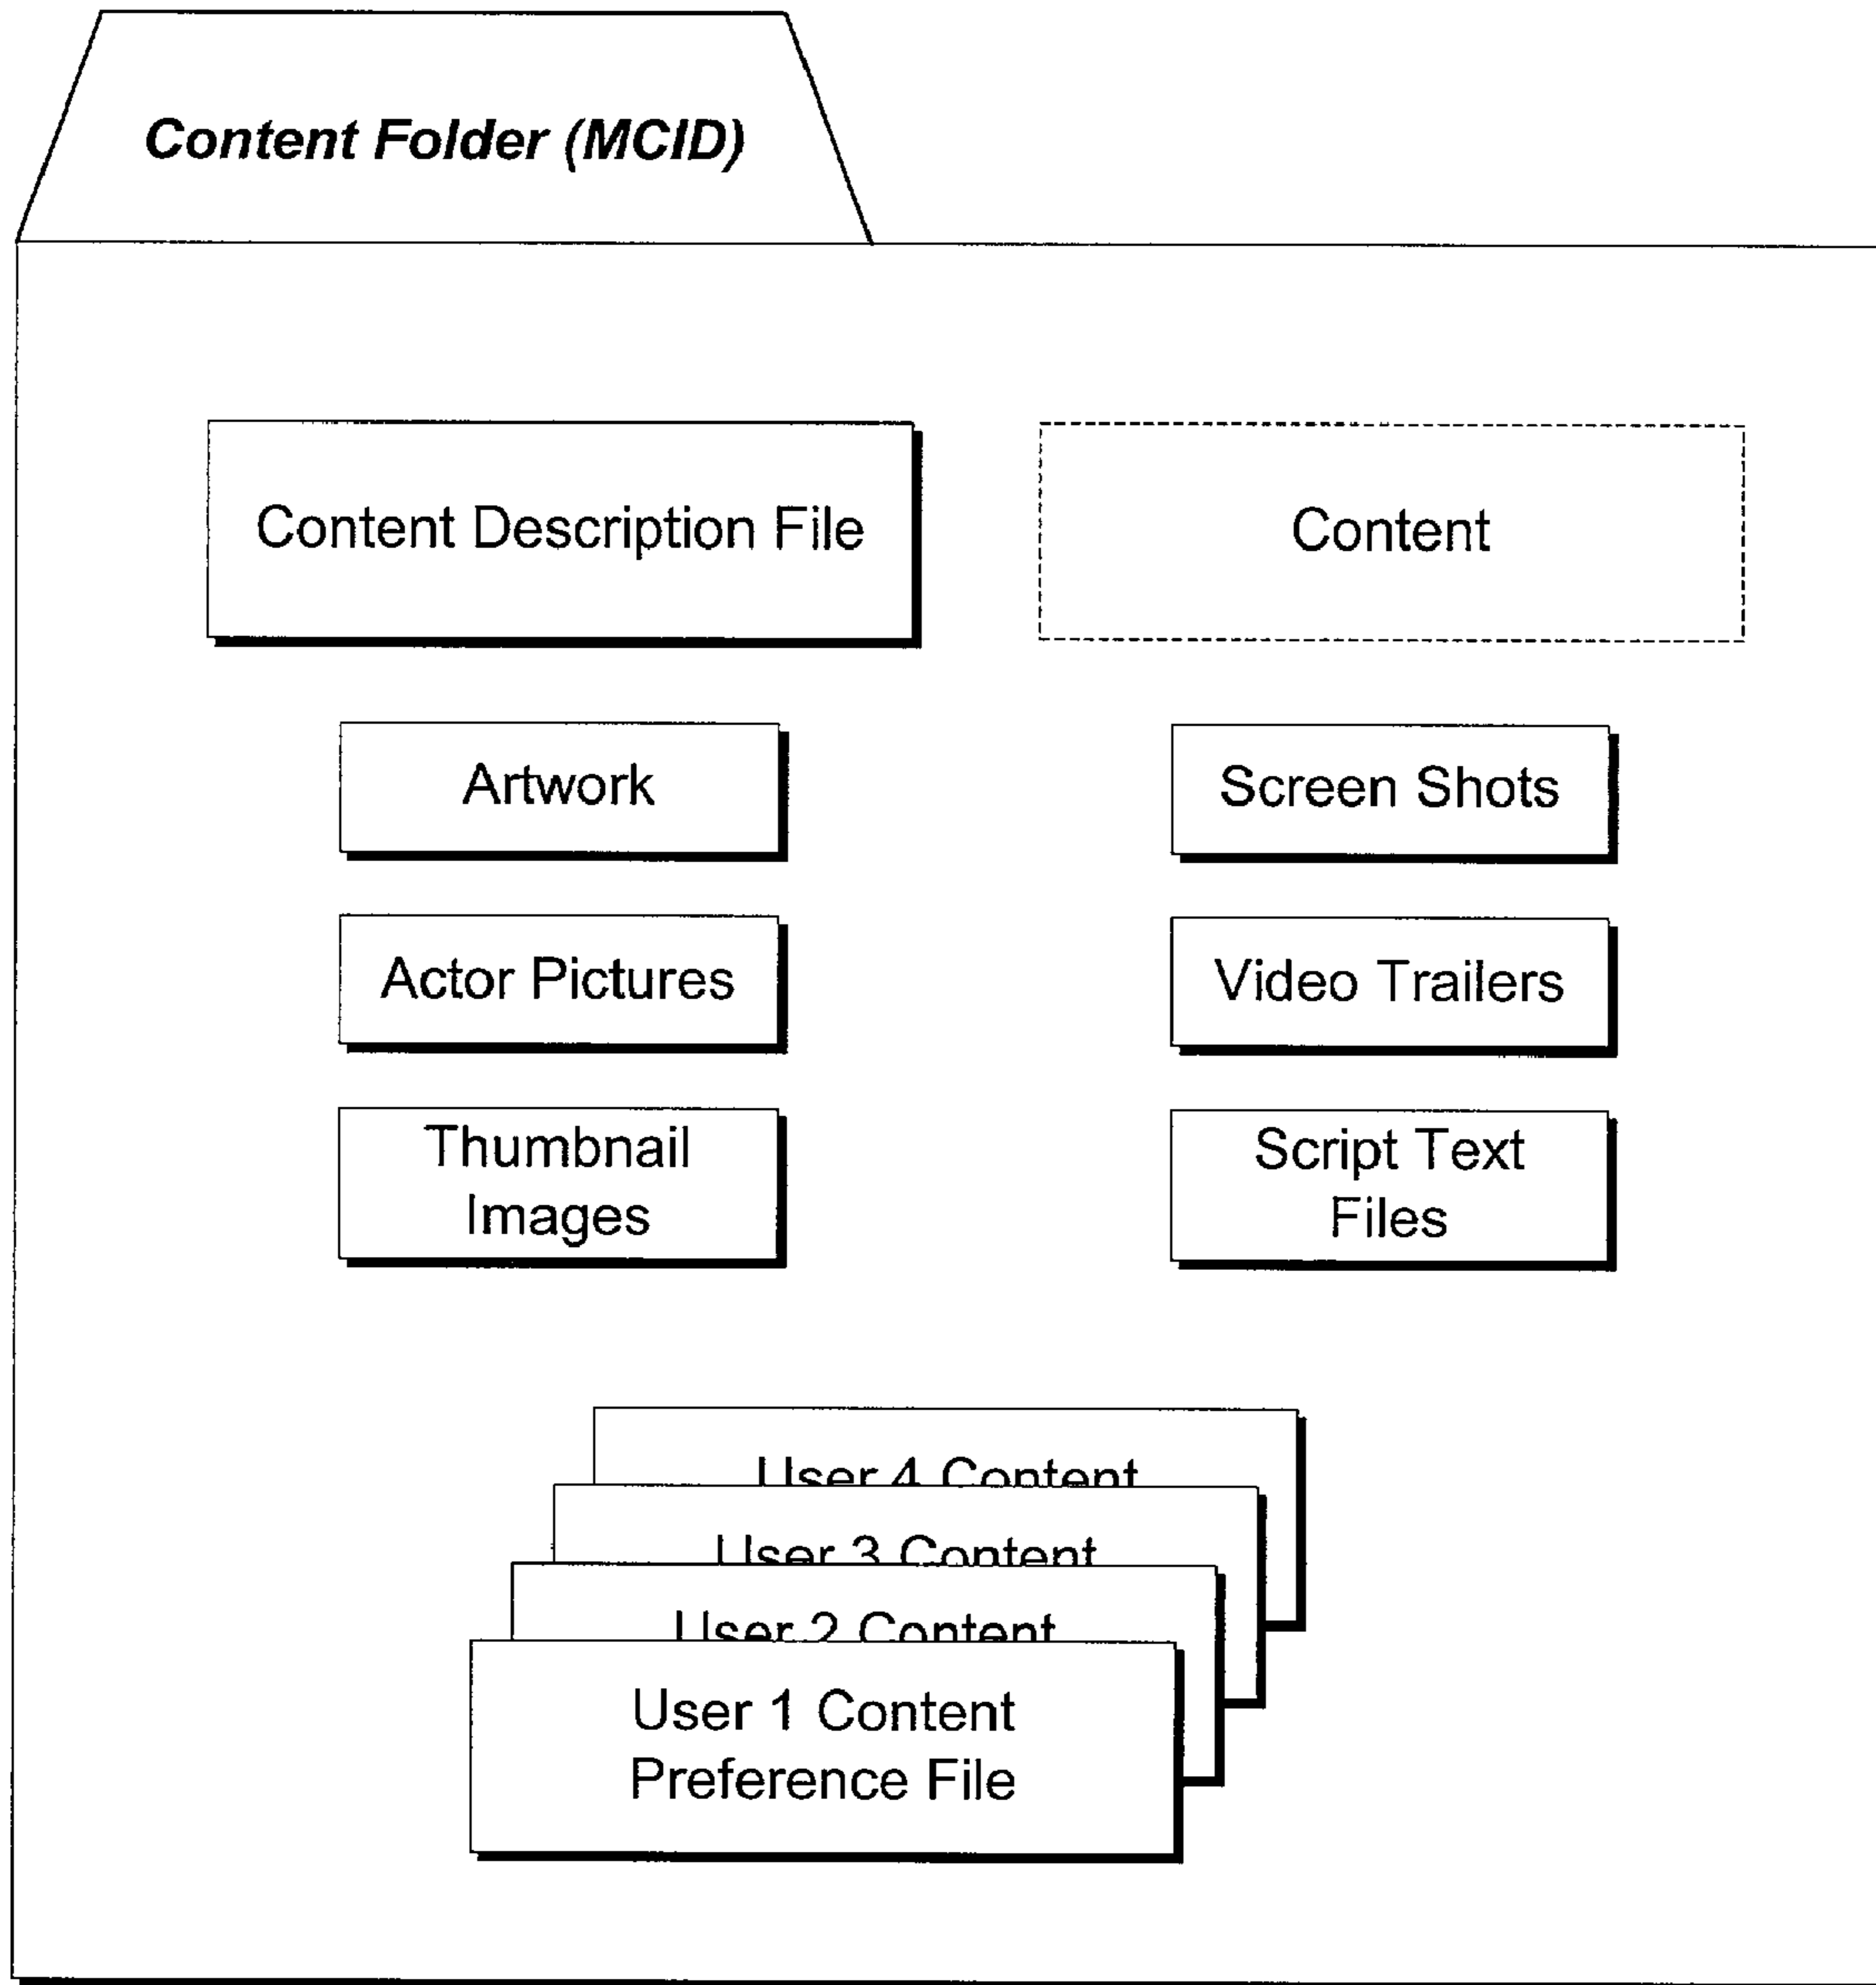 Content Folder (MCID)
Content Description File
Content
Artwork
Screen Shots
Actor Pictures
Video Trailers
Thumbnail
Images
Script Text
Files
User 4 Content
User 3 Content
User 2 Content
User 1 Content
Preference File